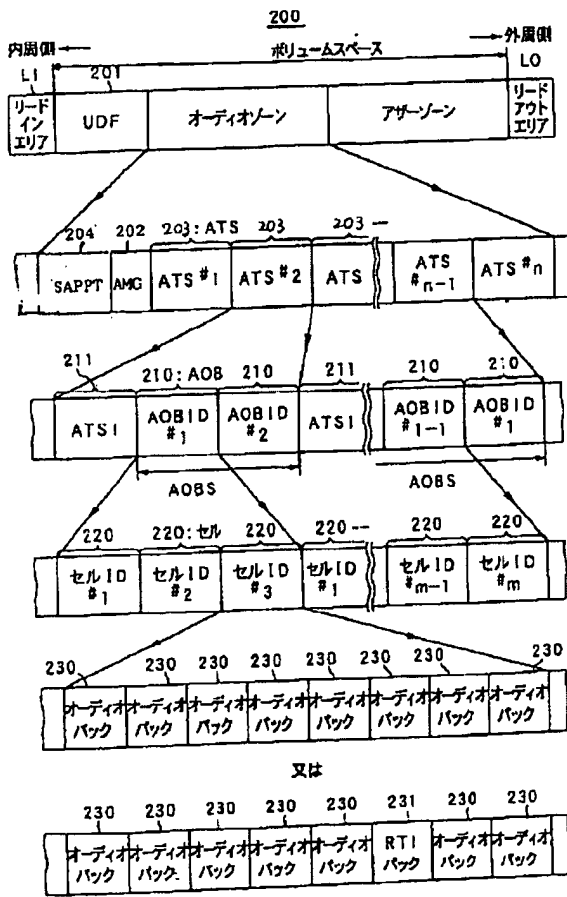 200
内周側
外周側
ボリュームスペース
LI
201
LO
リード
イン
エリア
UDF
オーディオゾーン
アザーゾーン
リード
アウト
エリア
204
202
203:ATS
203
203
SAPPT
AMG
ATS #1
ATS #2
ATS
ATS
#n-1
ATS #n
211
210:AOB
210
211
210
210
ATSI
AOBID
#1
AOBID
#2
ATSI
AOBID
#1-1
AOBID
#1
AOBS
AOBS
220
220:セル
220
220
220
220
セルID
#1
セルID
#2
セルID
#3
セルID
#1
セルID
#m-1
セルID
#m
230 230 230 230 230 230 230 230
オーディオ オーディオ オーディオ オーディオ オーディオ オーディオ オーディオ オーディオ
パック パック パック パック パック パック パック パック
又は
230 230 230 230 230 231 230 230
オーディオ オーディオ オーディオ オーディオ オーディオ RTI オーディオ オーディオ
パック パック パック パック パック パック パック パック